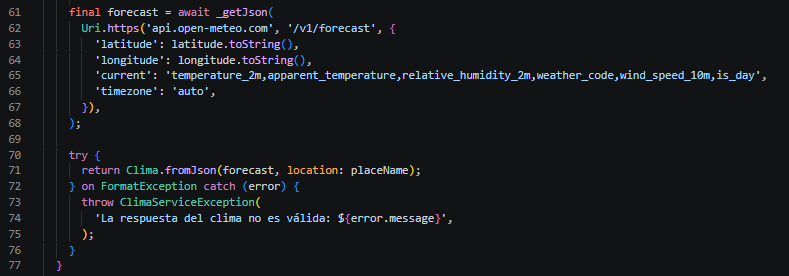 61 final forecast = await _getJson(
62 Uri.https('api.open-meteo.com', '/v1/forecast', {
63 'latitude': latitude.toString(),
64 'longitude': longitude.toString(),
65 'current': 'temperature_2m,apparent_temperature,relative_humidity_2m,weather_code,wind_speed_10m,is_day',
66 'timezone': 'auto',
67 }),
68 );
69
70 try {
71 return Clima.fromJson(forecast, location: placeName);
72 } on FormatException catch (error) {
73 throw ClimaServiceException(
74 'La respuesta del clima no es válida: ${error.message}',
75 );
76 }
77 }